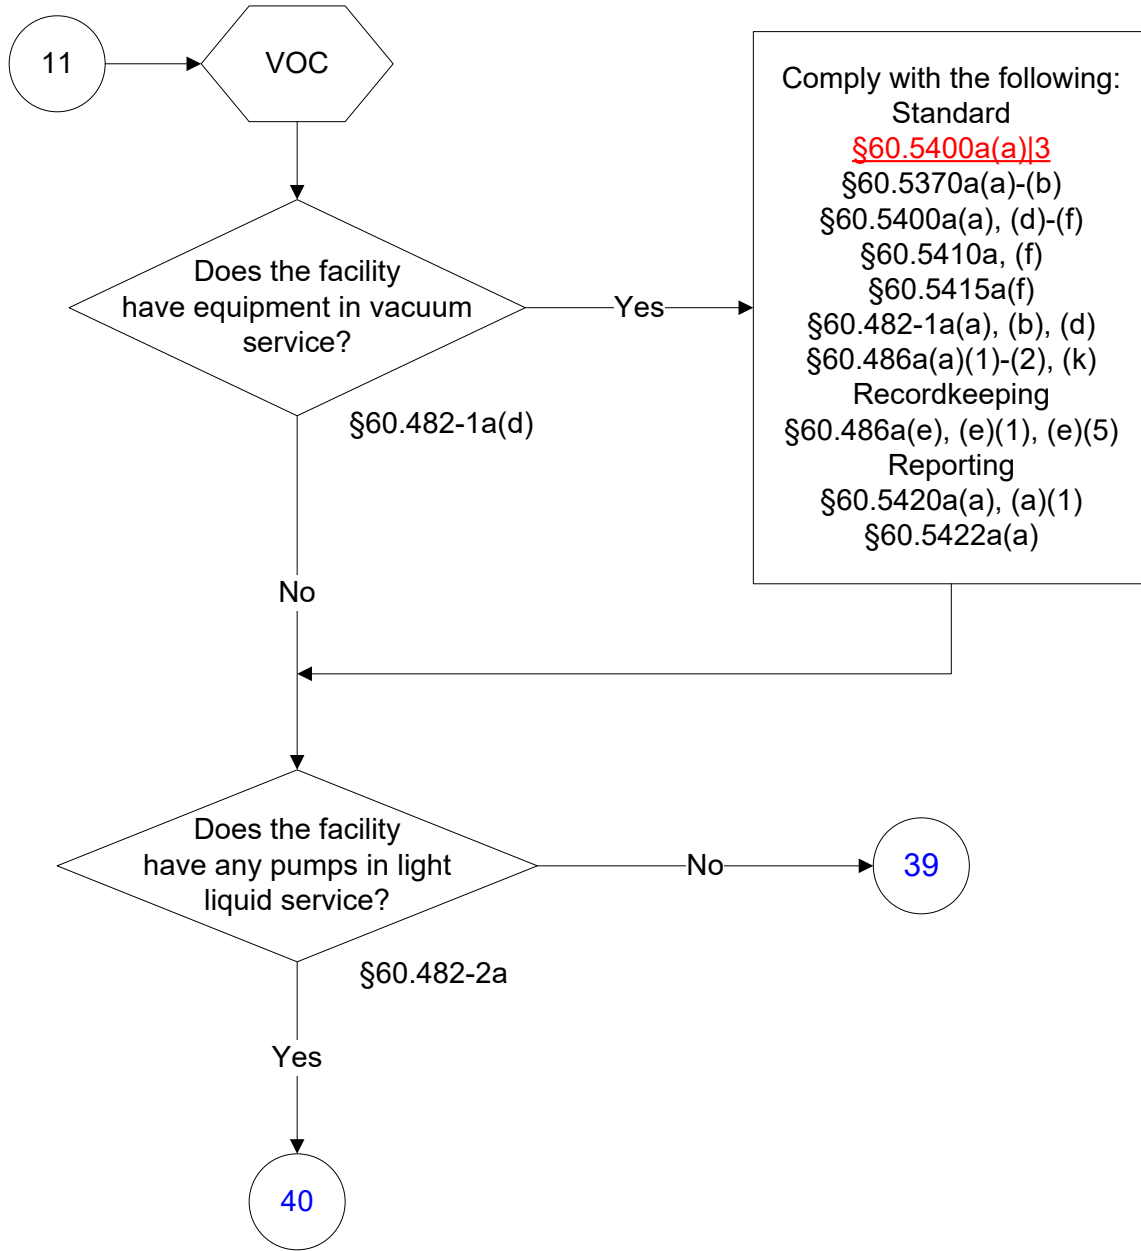 11
VOC
Does the facility
have equipment in vacuum
service?
§60.482-1a(d)
Yes
Comply with the following:
Standard
§60.5400a(a)|3
§60.5370a(a)-(b)
§60.5400a(a), (d)-(f)
§60.5410a, (f)
§60.5415a(f)
§60.482-1a(a), (b), (d)
§60.486a(a)(1)-(2), (k)
Recordkeeping
§60.486a(e), (e)(1), (e)(5)
Reporting
§60.5420a(a), (a)(1)
§60.5422a(a)
No
Does the facility
have any pumps in light
liquid service?
§60.482-2a
No
39
Yes
40